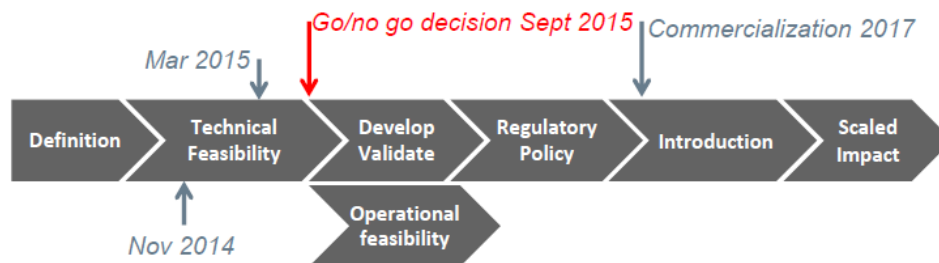 Go/no go decision Sept 2015
Commercialization 2017
Mar 2015
Definition
Technical
Feasibility
Develop
Validate
Regulatory
Policy
Introduction
Scaled
Impact
Operational
feasibility
Nov 2014